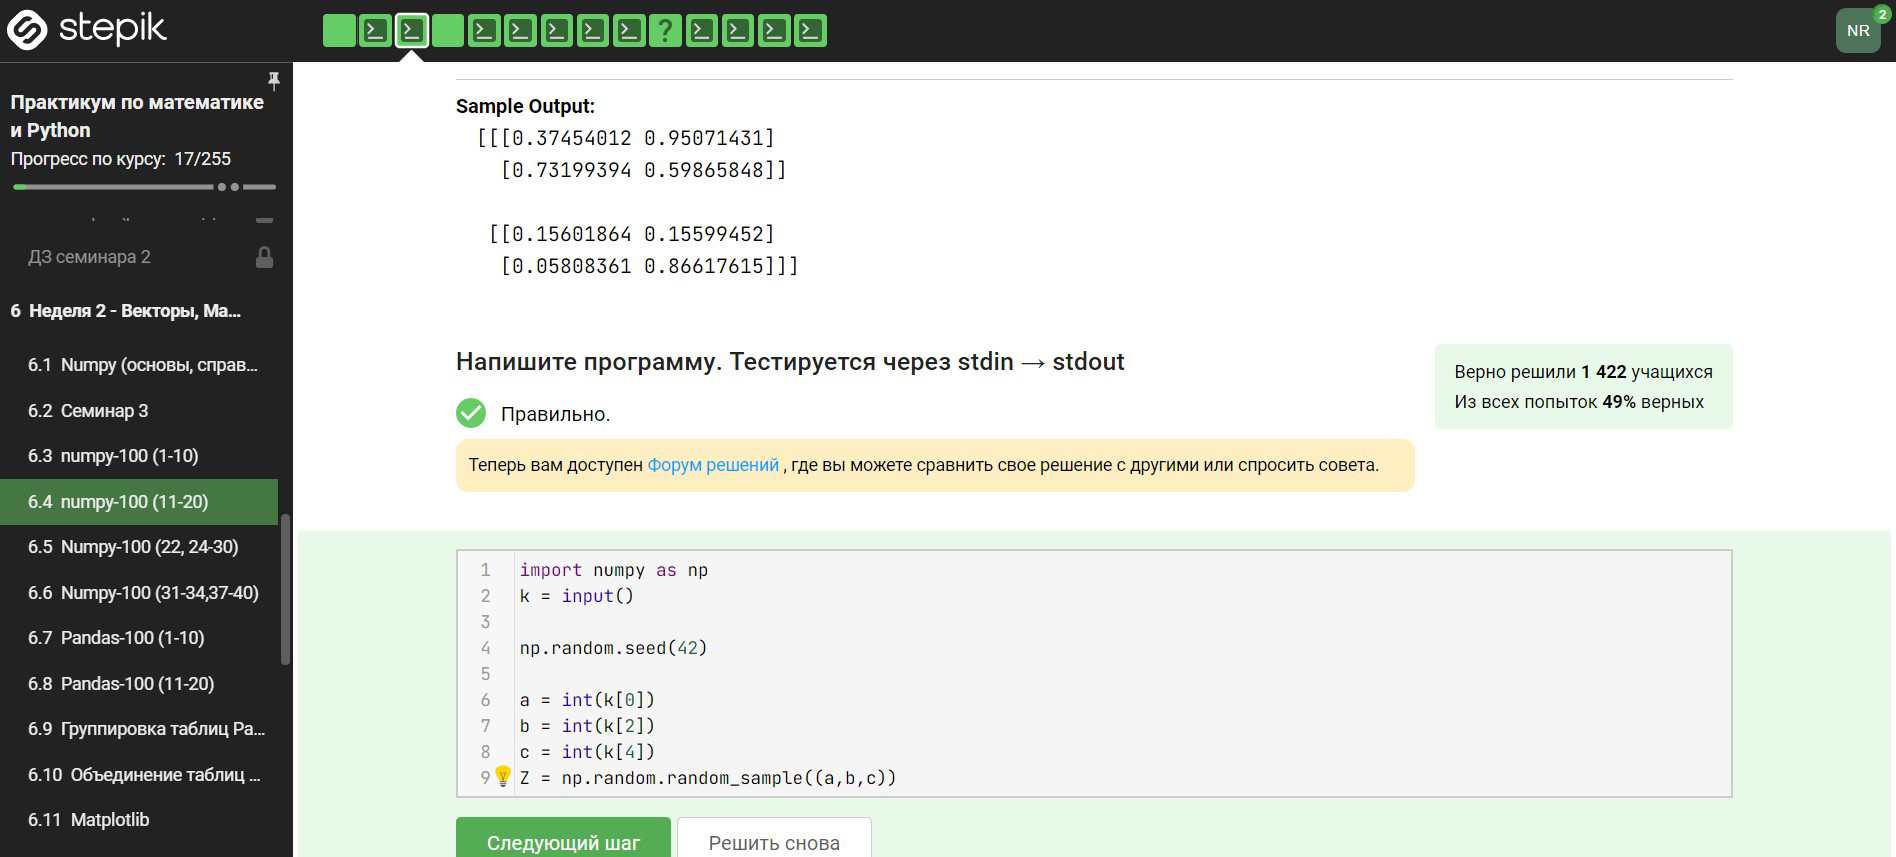 stepik
?
NR
2
Практикум по математике
и Python
Прогресс по курсу: 17/255
ДЗ семинара 2
6 Неделя 2 - Векторы, Ма...
6.1 Numpy (основы, справ...
6.2 Семинар 3
6.3 numpy-100 (1-10)
6.4 numpy-100 (11-20)
6.5 Numpy-100 (22, 24-30)
6.6 Numpy-100 (31-34,37-40)
6.7 Pandas-100 (1-10)
6.8 Pandas-100 (11-20)
6.9 Группировка таблиц Pa...
6.10 Объединение таблиц ...
6.11 Matplotlib
Sample Output:
[[[0.37454012 0.95071431]
[0.73199394 0.59865848]]
[[0.15601864 0.15599452]
[0.05808361 0.86617615]]]
Напишите программу. Тестируется через stdin → stdout
Верно решили 1 422 учащихся
Из всех попыток 49% верных
Правильно.
Теперь вам доступен Форум решений , где вы можете сравнить свое решение с другими или спросить совета.
1 import numpy as np
2 k = input()
3
4 np.random.seed(42)
5
6 a = int(k[0])
7 b = int(k[2])
8 c = int(k[4])
9 Z = np.random.random_sample((a,b,c))
Следующий шаг
Решить снова